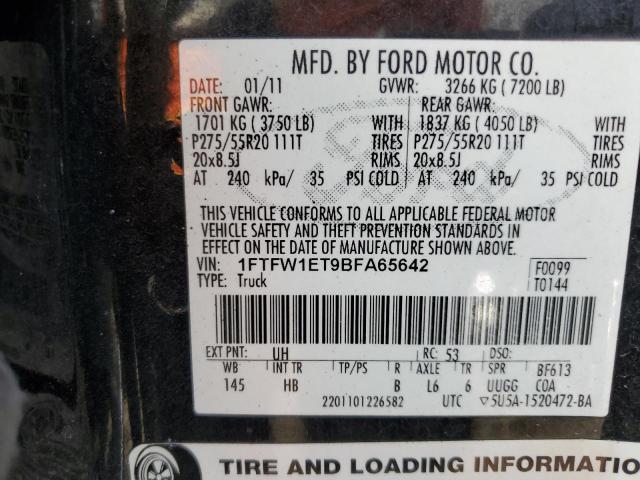 MFD. BY FORD MOTOR CO.
DATE: 01/11 GVWR: 3266 KG ( 7200 LB)
FRONT GAWR: REAR GAWR:
1701 KG ( 3750 LB) WITH 1837 KG ( 4050 LB) WITH
P275/55R20 111T TIRES P275/55R20 111T TIRES
20x8.5J RIMS 20x8.5J RIMS
AT 240 kPa/ 35 PSI COLD AT 240 kPa/ 35 PSI COLD
THIS VEHICLE CONFORMS TO ALL APPLICABLE FEDERAL MOTOR
VEHICLE SAFETY AND THEFT PREVENTION STANDARDS IN
EFFECT ON THE DATE OF MANUFACTURE SHOWN ABOVE.
VIN: 1FTFW1ET9BFA65642 F0099
TYPE: Truck T0144
EXT PNT: UH RC: 53 DSO:
WB INT TR TP/PS R AXLE TR SPR BF613
145 HB B L6 6 UUGG COA
2201101226582 UTC ▽5U5A-1520472-BA
TIRE AND LOADING INFORMATIO